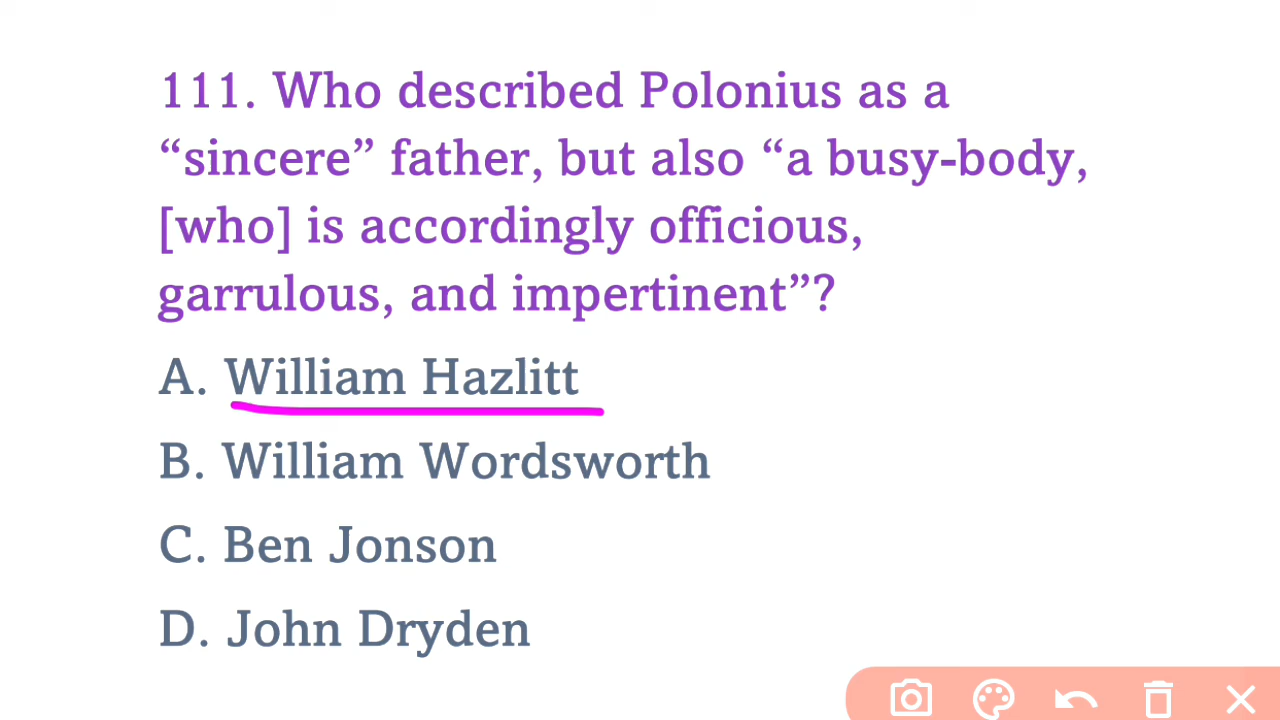 111. Who described Polonius as a
“sincere” father, but also “a busy-body,
[who] is accordingly officious,
garrulous, and impertinent”?
A. William Hazlitt
B. William Wordsworth
C. Ben Jonson
D. John Dryden